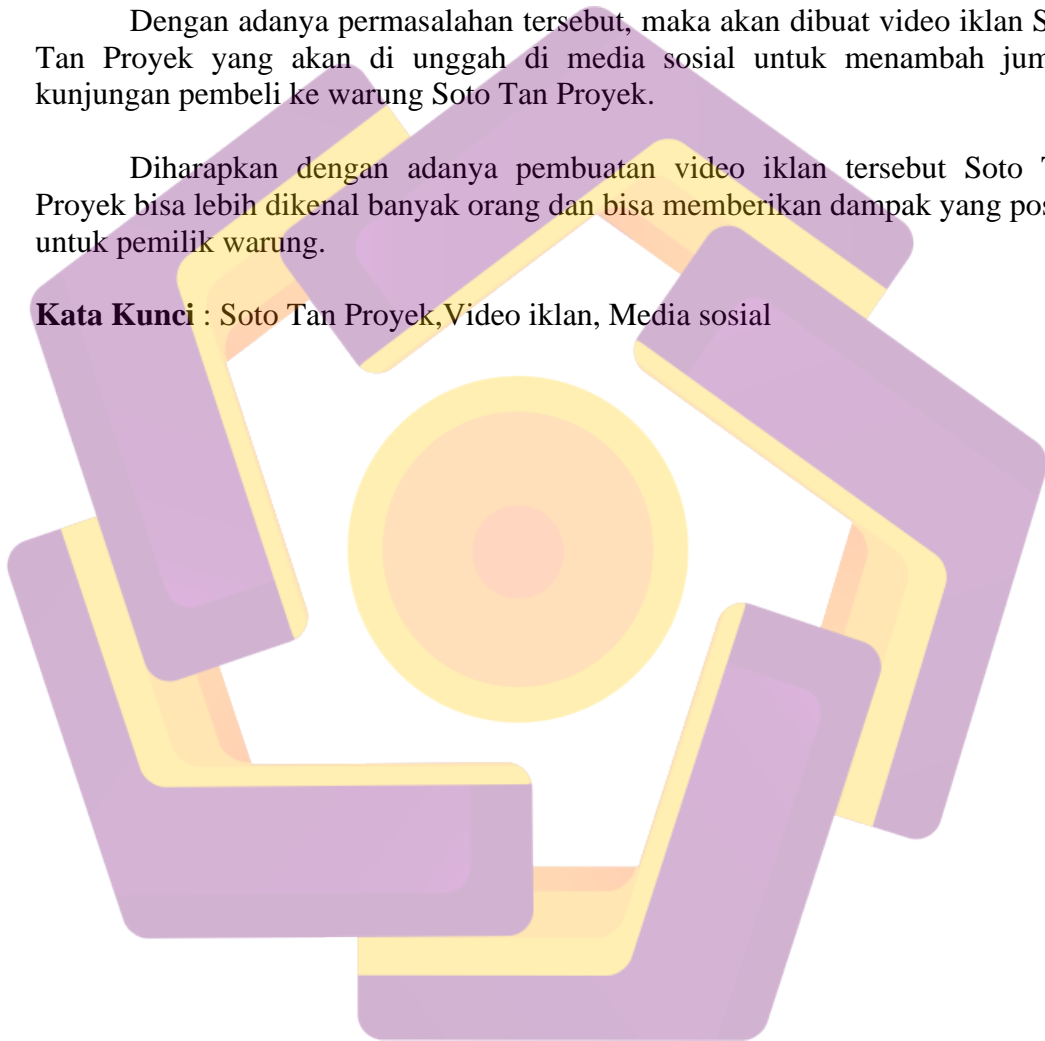 Dengan adanya permasalahan tersebut, maka akan dibuat video iklan S
Tan Proyek yang akan di unggah di media sosial untuk menambah jum
kunjungan pembeli ke warung Soto Tan Proyek.
Diharapkan dengan adanya pembuatan video iklan tersebut Soto T
Proyek bisa lebih dikenal banyak orang dan bisa memberikan dampak yang pos
untuk pemilik warung.
Kata Kunci : Soto Tan Proyek,Video iklan, Media sosial